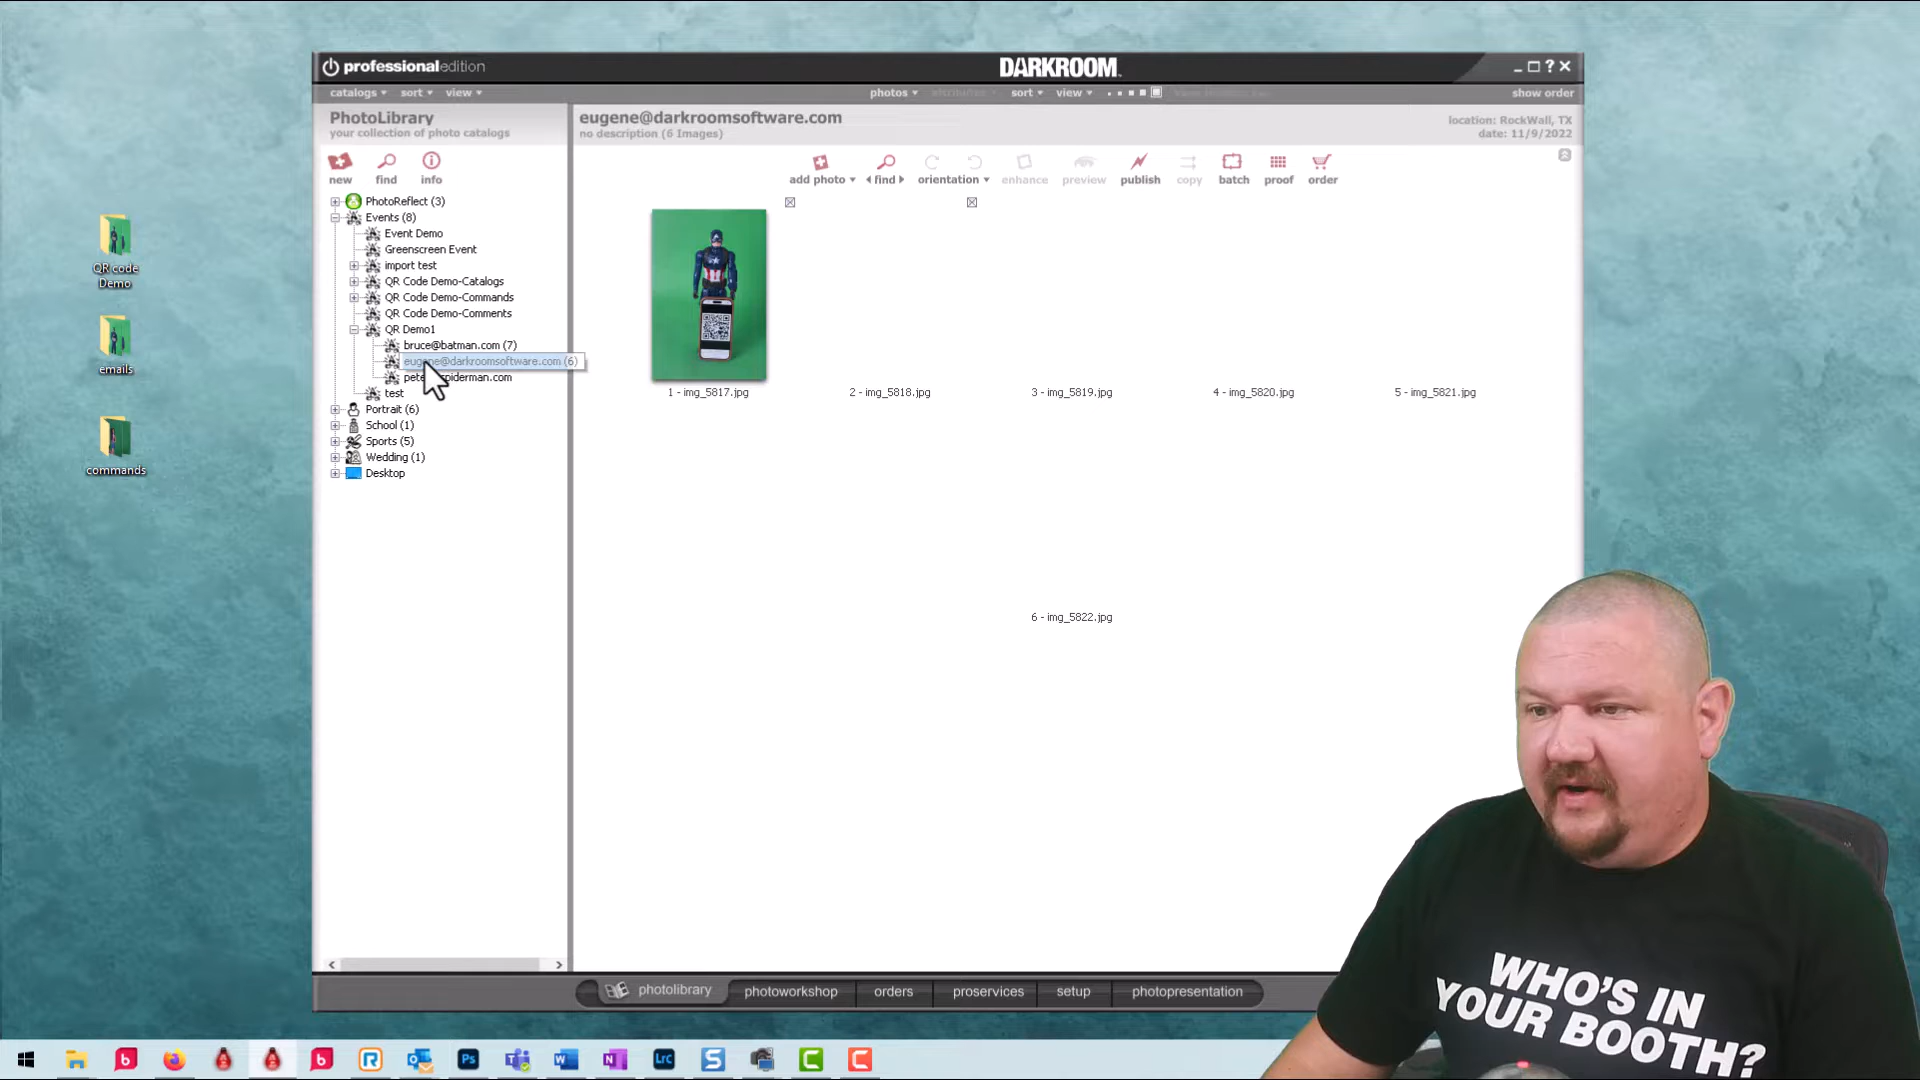 professionaledition
DARKROOM
catalogs sort view
photos attributes sort view
show order
PhotoLibrary
your collection of photo catalogs
eugene@darkroomsoftware.com
no description (6 Images)
location: RockWall, TX
date: 11/9/2022
new find info
add photo find orientation enhance preview publish copy batch proof order
PhotoReflect (3)
Events (8)
Event Demo
Greenscreen Event
import test
QR Code Demo-Catalogs
QR Code Demo-Commands
QR Code Demo-Comments
QR Demo1
bruce@batman.com (7)
eugene@darkroomsoftware.com (6)
spiderman.com
test
Portrait (6)
School (1)
Sports (5)
Wedding (1)
Desktop
QR code
Demo
emails
commands
1 - img_5817.jpg
2 - img_5818.jpg
3 - img_5819.jpg
4 - img_5820.jpg
5 - img_5821.jpg
6 - img_5822.jpg
photolibrary photoworkshop orders proservices setup photopresentation
WHO'S IN
YOUR BOOTH?
b R Ps W N Lrc S C C